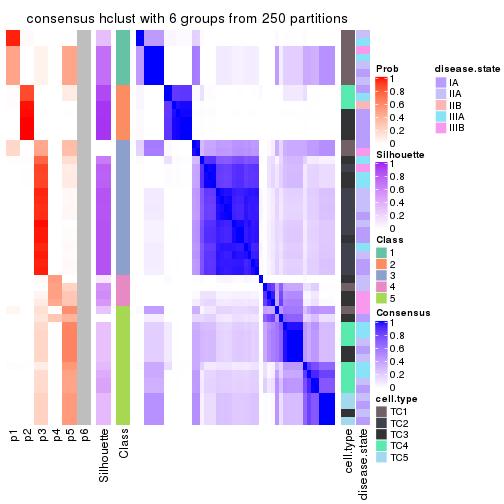 consensus hclust with 6 groups from 250 partitions
Prob
1
0.8
0.6
0.4
0.2
0
Silhouette
1
0.8
0.6
0.4
0.2
0
Class
1
2
3
4
5
Consensus
1
0.8
0.6
0.4
0.2
0
cell.type
TC1
TC2
TC3
TC4
TC5
disease.state
IA
IIA
IIB
IIIA
IIIB
p1
p2
p3
p4
p5
p6
Silhouette
Class
cell.type
disease.state